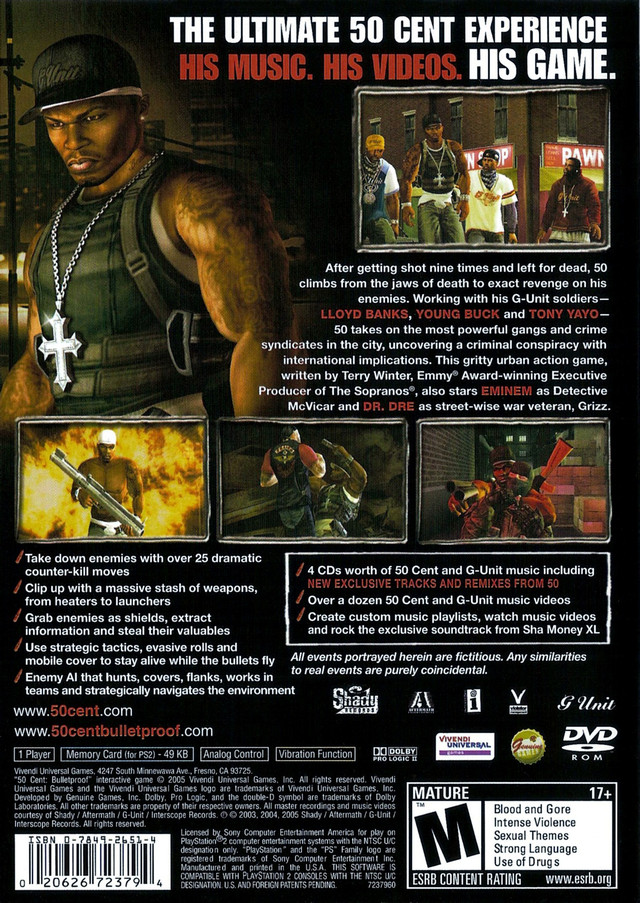 THE ULTIMATE 50 CENT EXPERIENCE
HIS MUSIC. HIS VIDEOS. HIS GAME.
G Unit
PAWN
After getting shot nine times and left for dead, 50
climbs from the jaws of death to exact revenge on his
enemies. Working with his G-Unit soldiers—
LLOYD BANKS, YOUNG BUCK and TONY YAYO—
50 takes on the most powerful gangs and crime
syndicates in the city, uncovering a criminal conspiracy with
international implications. This gritty urban action game,
written by Terry Winter, Emmy® Award-winning Executive
Producer of The Sopranos®, also stars EMINEM as Detective
McVicar and DR. DRE as street-wise war veteran, Grizz.
Take down enemies with over 25 dramatic
counter-kill moves
Clip up with a massive stash of weapons,
from heaters to launchers
Grab enemies as shields, extract
information and steal their valuables
Use strategic tactics, evasive rolls and
mobile cover to stay alive while the bullets fly
Enemy AI that hunts, covers, flanks, works in
teams and strategically navigates the environment
4 CDs worth of 50 Cent and G-Unit music including
NEW EXCLUSIVE TRACKS AND REMIXES FROM 50
Over a dozen 50 Cent and G-Unit music videos
Create custom music playlists, watch music videos
and rock the exclusive soundtrack from Sha Money XL
All events portrayed herein are fictitious. Any similarities
to real events are purely coincidental.
www.50cent.com
www.50centbulletproof.com
Shady RECORDS
AFTERMATH
i
G Unit
1 Player
Memory Card (for PS2) - 49 KB
Analog Control
Vibration Function
DOLBY
PRO LOGIC II
VIVENDI
UNIVERSAL
games
Genuine
DVD
ROM
Vivendi Universal Games, 4247 South Minnewawa Ave., Fresno, CA 93725.
"50 Cent: Bulletproof" interactive game © 2005 Vivendi Universal Games, Inc. All rights reserved. Vivendi
Universal Games and the Vivendi Universal Games logo are trademarks of Vivendi Universal Games, Inc.
Developed by Genuine Games, Inc. Dolby, Pro Logic, and the double-D symbol are trademarks of Dolby
Laboratories. All other trademarks are property of their respective owners. All master recordings and music videos
courtesy of Shady / Aftermath / G-Unit / Interscope Records. ℗ © 2003, 2004, 2005 Shady / Aftermath / G-Unit /
Interscope Records. All rights reserved.
ISBN 0-7849-2651-4
0 20626 72379 4
Licensed by Sony Computer Entertainment America for play on
PlayStation®2 computer entertainment systems with the NTSC U/C
designation only. "PlayStation" and the "PS" Family logo are
registered trademarks of Sony Computer Entertainment Inc.
Manufactured and printed in the U.S.A. THIS SOFTWARE IS
COMPATIBLE WITH PLAYSTATION 2 CONSOLES WITH THE NTSC U/C
DESIGNATION. U.S. AND FOREIGN PATENTS PENDING. 7237960
MATURE 17+
M
TM
Blood and Gore
Intense Violence
Sexual Themes
Strong Language
Use of Drugs
ESRB CONTENT RATING www.esrb.org